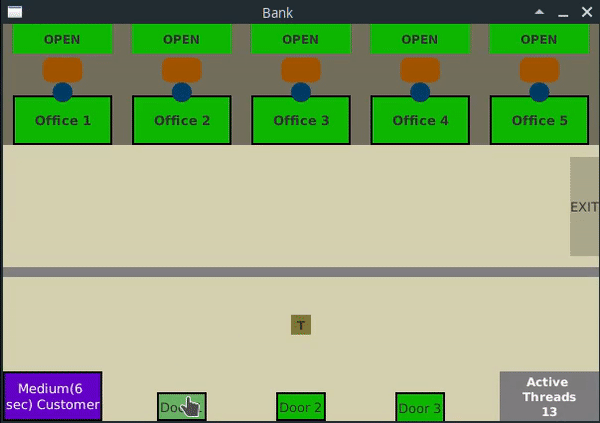 Bank
OPEN OPEN OPEN OPEN OPEN
Office 1 Office 2 Office 3 Office 4 Office 5
EXIT
T
Medium(6
sec) Customer
Door 2
Door 3
Active
Threads
13